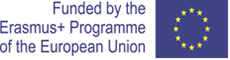 Funded by the
Erasmus+ Programme
of the European Union